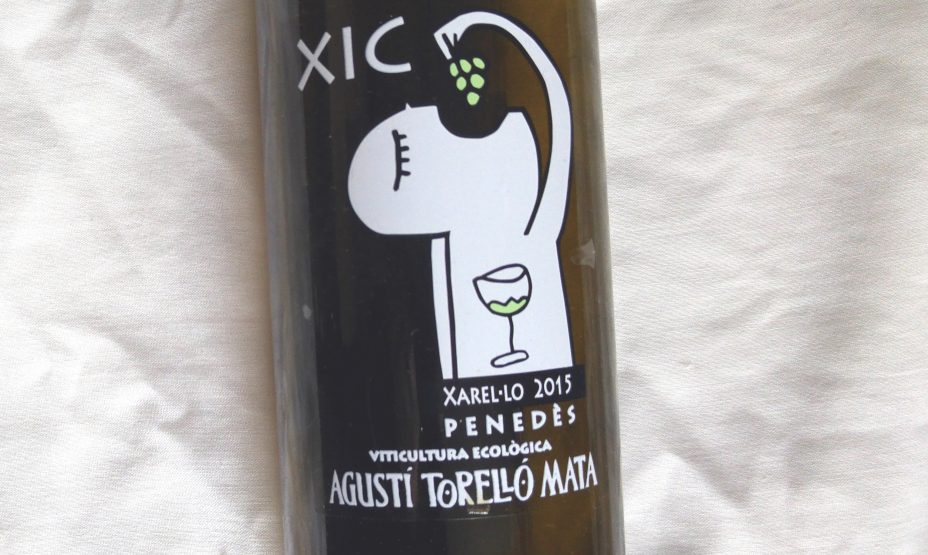 XIC
XAREL·LO 2015
PENEDÈS
VITICULTURA ECOLÒGICA
AGUSTÍ TORELLÓ MATA